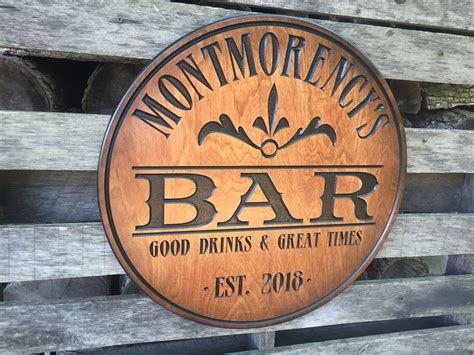 MONTMORENCY'S
BAR
GOOD DRINKS & GREAT TIMES
· EST. 2018 ·